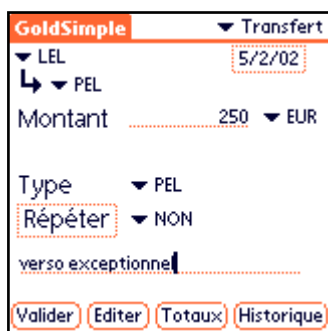 GoldSimple Transfert
LEL 5/2/02
PEL
Montant 250 EUR
Type PEL
Répéter NON
verso exceptionnel
Valider Editer Totaux Historique